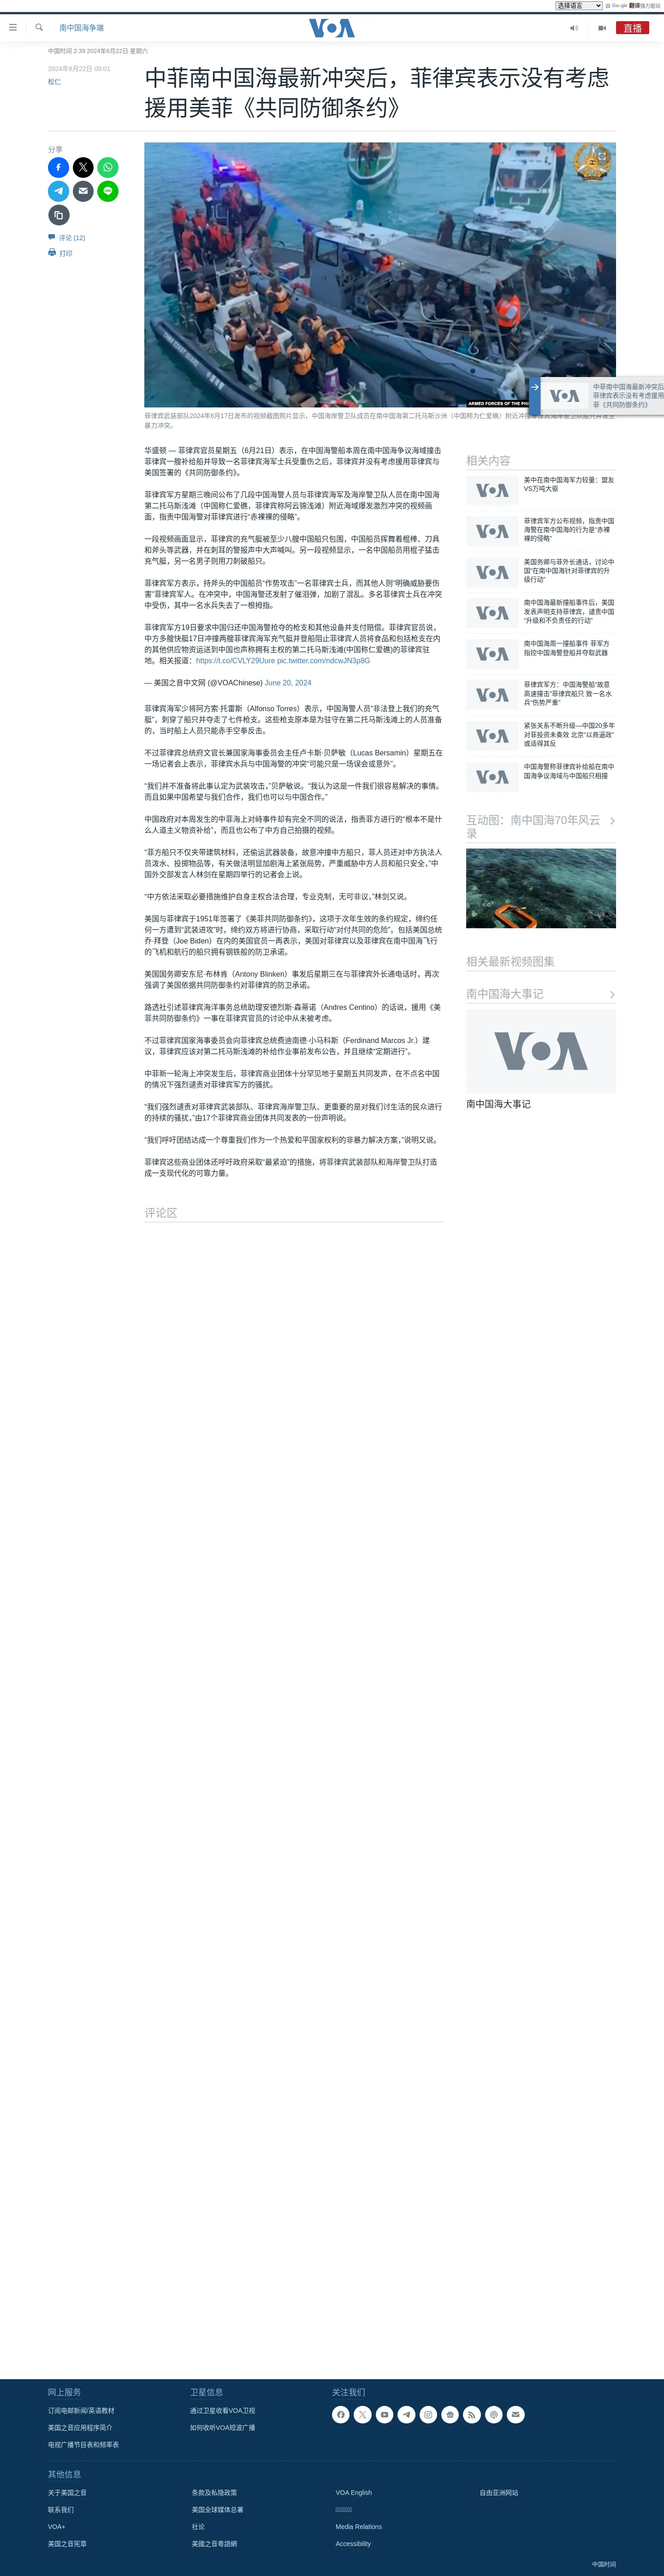 选择语言 由 Google 翻译强力驱动
南中国海争端
VOA
直播
中国时间 2:39 2024年6月22日 星期六
2024年6月22日 00:01
松仁
中菲南中国海最新冲突后，菲律宾表示没有考虑
援用美菲《共同防御条约》
分享
评论 (12)
打印
ARMED FORCES OF THE PHI
中菲南中国海最新冲突后
菲律宾表示没有考虑援用
菲《共同防御条约》
菲律宾武装部队2024年6月17日发布的视频截图照片显示，中国海岸警卫队成员在南中国海第二托马斯沙洲（中国称为仁爱礁）附近冲撞菲律宾海岸警卫队船只并发生
暴力冲突。
华盛顿 — 菲律宾官员星期五（6月21日）表示，在中国海警船本周在南中国海争议海域撞击
菲律宾一艘补给船并导致一名菲律宾海军士兵受重伤之后，菲律宾并没有考虑援用菲律宾与
美国签署的《共同防御条约》。
菲律宾军方星期三晚间公布了几段中国海警人员与菲律宾海军及海岸警卫队人员在南中国海
第二托马斯浅滩（中国称仁爱礁，菲律宾称阿云锦浅滩）附近海域爆发激烈冲突的视频画
面，指责中国海警对菲律宾进行“赤裸裸的侵略”。
一段视频画面显示，菲律宾的充气艇被至少八艘中国船只包围，中国船员挥舞着棍棒、刀具
和斧头等武器，并在刺耳的警报声中大声喊叫。另一段视频显示，一名中国船员用棍子猛击
充气艇，另一名男子则用刀刺破船只。
菲律宾军方表示，持斧头的中国船员“作势攻击”一名菲律宾士兵，而其他人则“明确威胁要伤
害”菲律宾军人。在冲突中，中国海警还发射了催泪弹，加剧了混乱。多名菲律宾士兵在冲突
中受伤，其中一名水兵失去了一根拇指。
菲律宾军方19日要求中国归还中国海警抢夺的枪支和其他设备并支付赔偿。菲律宾官员说，
中方多艘快艇17日冲撞两艘菲律宾海军充气艇并登船阻止菲律宾人员将食品和包括枪支在内
的其他供应物资运送到中国也声称拥有主权的第二托马斯浅滩(中国称仁爱礁)的菲律宾驻
地。相关报道：https://t.co/CVLY29Uure pic.twitter.com/ndcwJN3p8G
— 美国之音中文网 (@VOAChinese) June 20, 2024
菲律宾海军少将阿方索·托雷斯（Alfonso Torres）表示，中国海警人员“非法登上我们的充气
艇”，刺穿了船只并夺走了七件枪支。这些枪支原本是为驻守在第二托马斯浅滩上的人员准备
的，当时船上人员只能赤手空拳反击。
不过菲律宾总统府文官长兼国家海事委员会主任卢卡斯·贝萨敏（Lucas Bersamin）星期五在
一场记者会上表示，菲律宾水兵与中国海警的冲突“可能只是一场误会或意外”。
“我们并不准备将此事认定为武装攻击，”贝萨敏说。“我认为这是一件我们很容易解决的事情。
而且如果中国希望与我们合作，我们也可以与中国合作。”
中国政府对本周发生的中菲海上对峙事件却有完全不同的说法，指责菲方进行的“根本不是什
么人道主义物资补给”，而且也公布了中方自己拍摄的视频。
“菲方船只不仅夹带建筑材料，还偷运武器装备，故意冲撞中方船只，菲人员还对中方执法人
员泼水、投掷物品等，有关做法明显加剧海上紧张局势，严重威胁中方人员和船只安全，”中
国外交部发言人林剑在星期四举行的记者会上说。
“中方依法采取必要措施维护自身主权合法合理，专业克制，无可非议，”林剑又说。
美国与菲律宾于1951年签署了《美菲共同防御条约》，这项于次年生效的条约规定，缔约任
何一方遭到“武装进攻”时，缔约双方将进行协商，采取行动“对付共同的危险”。包括美国总统
乔·拜登（Joe Biden）在内的美国官员一再表示，美国对菲律宾以及菲律宾在南中国海飞行
的飞机和航行的船只拥有钢铁般的防卫承诺。
美国国务卿安东尼·布林肯（Antony Blinken）事发后星期三在与菲律宾外长通电话时，再次
强调了美国依据共同防御条约对菲律宾的防卫承诺。
路透社引述菲律宾海洋事务总统助理安德烈斯·森蒂诺（Andres Centino）的话说，援用《美
菲共同防御条约》一事在菲律宾官员的讨论中从未被考虑。
不过菲律宾国家海事委员会向菲律宾总统费迪南德·小马科斯（Ferdinand Marcos Jr.）建
议，菲律宾应该对第二托马斯浅滩的补给作业事前发布公告，并且继续“定期进行”。
中菲新一轮海上冲突发生后，菲律宾商业团体十分罕见地于星期五共同发声，在不点名中国
的情况下强烈谴责对菲律宾军方的骚扰。
“我们强烈谴责对菲律宾武装部队、菲律宾海岸警卫队、更重要的是对我们讨生活的民众进行
的持续的骚扰，”由17个菲律宾商业团体共同发表的一份声明说。
“我们呼吁团结达成一个尊重我们作为一个热爱和平国家权利的非暴力解决方案，”说明又说。
菲律宾这些商业团体还呼吁政府采取“最紧迫”的措施，将菲律宾武装部队和海岸警卫队打造
成一支现代化的可靠力量。
评论区
相关内容
美中在南中国海军力较量：盟友
VS万吨大驱
菲律宾军方公布视频，指责中国
海警在南中国海的行为是“赤裸
裸的侵略”
美国务卿与菲外长通话，讨论中
国“在南中国海针对菲律宾的升
级行动”
南中国海最新撞船事件后，美国
发表声明支持菲律宾，谴责中国
“升级和不负责任的行动”
南中国海周一撞船事件 菲军方
指控中国海警登船并夺取武器
菲律宾军方：中国海警船“故意
高速撞击”菲律宾船只 致一名水
兵“伤势严重”
紧张关系不断升级—中国20多年
对菲投资未奏效 北京“以商逼政”
或适得其反
中国海警称菲律宾补给船在南中
国海争议海域与中国船只相撞
互动图：南中国海70年风云
录
相关最新视频图集
南中国海大事记
VOA
南中国海大事记
网上服务
订阅电邮新闻/英语教材
美国之音应用程序简介
电视广播节目表和频率表
卫星信息
通过卫星收看VOA卫视
如何收听VOA短波广播
关注我们
其他信息
关于美国之音
联系我们
VOA+
美国之音宪章
条款及私隐政策
美国全球媒体总署
社论
美國之音粵語網
VOA English
Media Relations
Accessibility
自由亚洲网站
中国时间